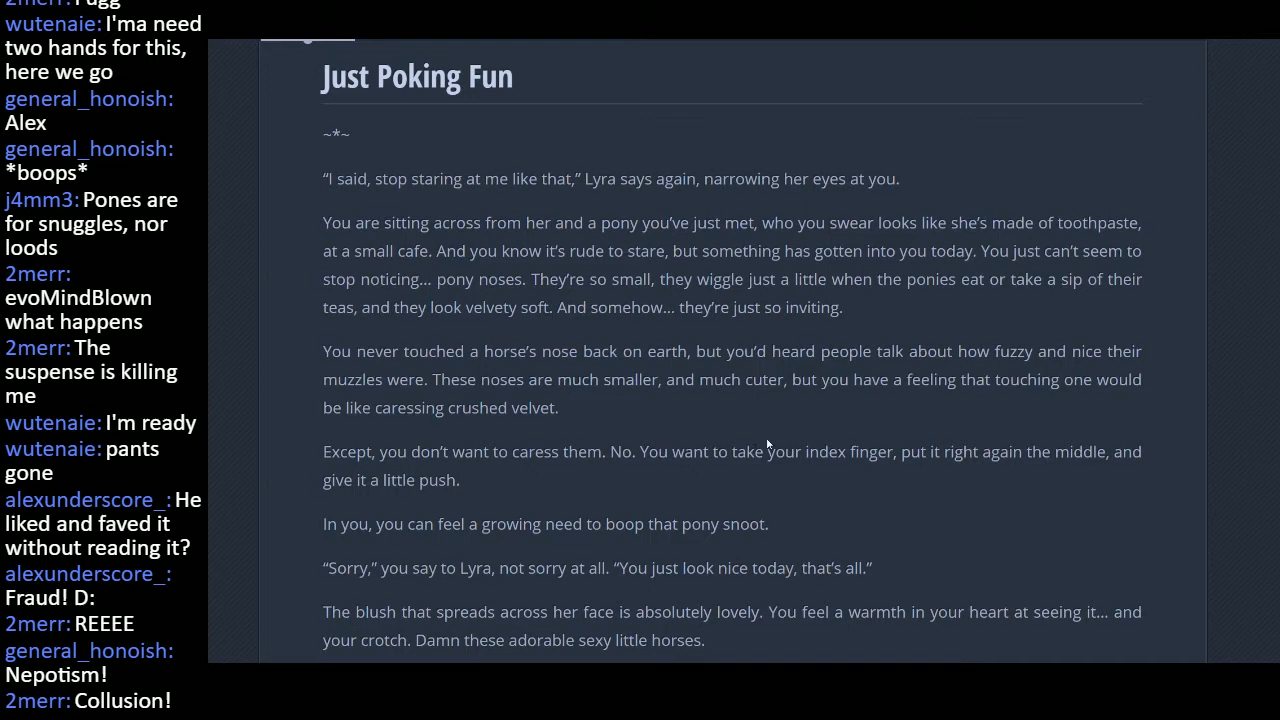 2merr: Fugg
wutenaie: I'ma need
two hands for this,
here we go
general_honoish:
Alex
general_honoish:
*boops*
j4mm3: Pones are
for snuggles, nor
loods
2merr:
evoMindBlown
what happens
2merr: The
suspense is killing
me
wutenaie: I'm ready
wutenaie: pants
gone
alexunderscore_: He
liked and faved it
without reading it?
alexunderscore_:
Fraud! D:
2merr: REEEE
general_honoish:
Nepotism!
2merr: Collusion!
Just Poking Fun
~*~
“I said, stop staring at me like that,” Lyra says again, narrowing her eyes at you.
You are sitting across from her and a pony you’ve just met, who you swear looks like she’s made of toothpaste,
at a small cafe. And you know it’s rude to stare, but something has gotten into you today. You just can’t seem to
stop noticing… pony noses. They’re so small, they wiggle just a little when the ponies eat or take a sip of their
teas, and they look velvety soft. And somehow… they’re just so inviting.
You never touched a horse’s nose back on earth, but you’d heard people talk about how fuzzy and nice their
muzzles were. These noses are much smaller, and much cuter, but you have a feeling that touching one would
be like caressing crushed velvet.
Except, you don’t want to caress them. No. You want to take your index finger, put it right again the middle, and
give it a little push.
In you, you can feel a growing need to boop that pony snoot.
“Sorry,” you say to Lyra, not sorry at all. “You just look nice today, that’s all.”
The blush that spreads across her face is absolutely lovely. You feel a warmth in your heart at seeing it… and
your crotch. Damn these adorable sexy little horses.